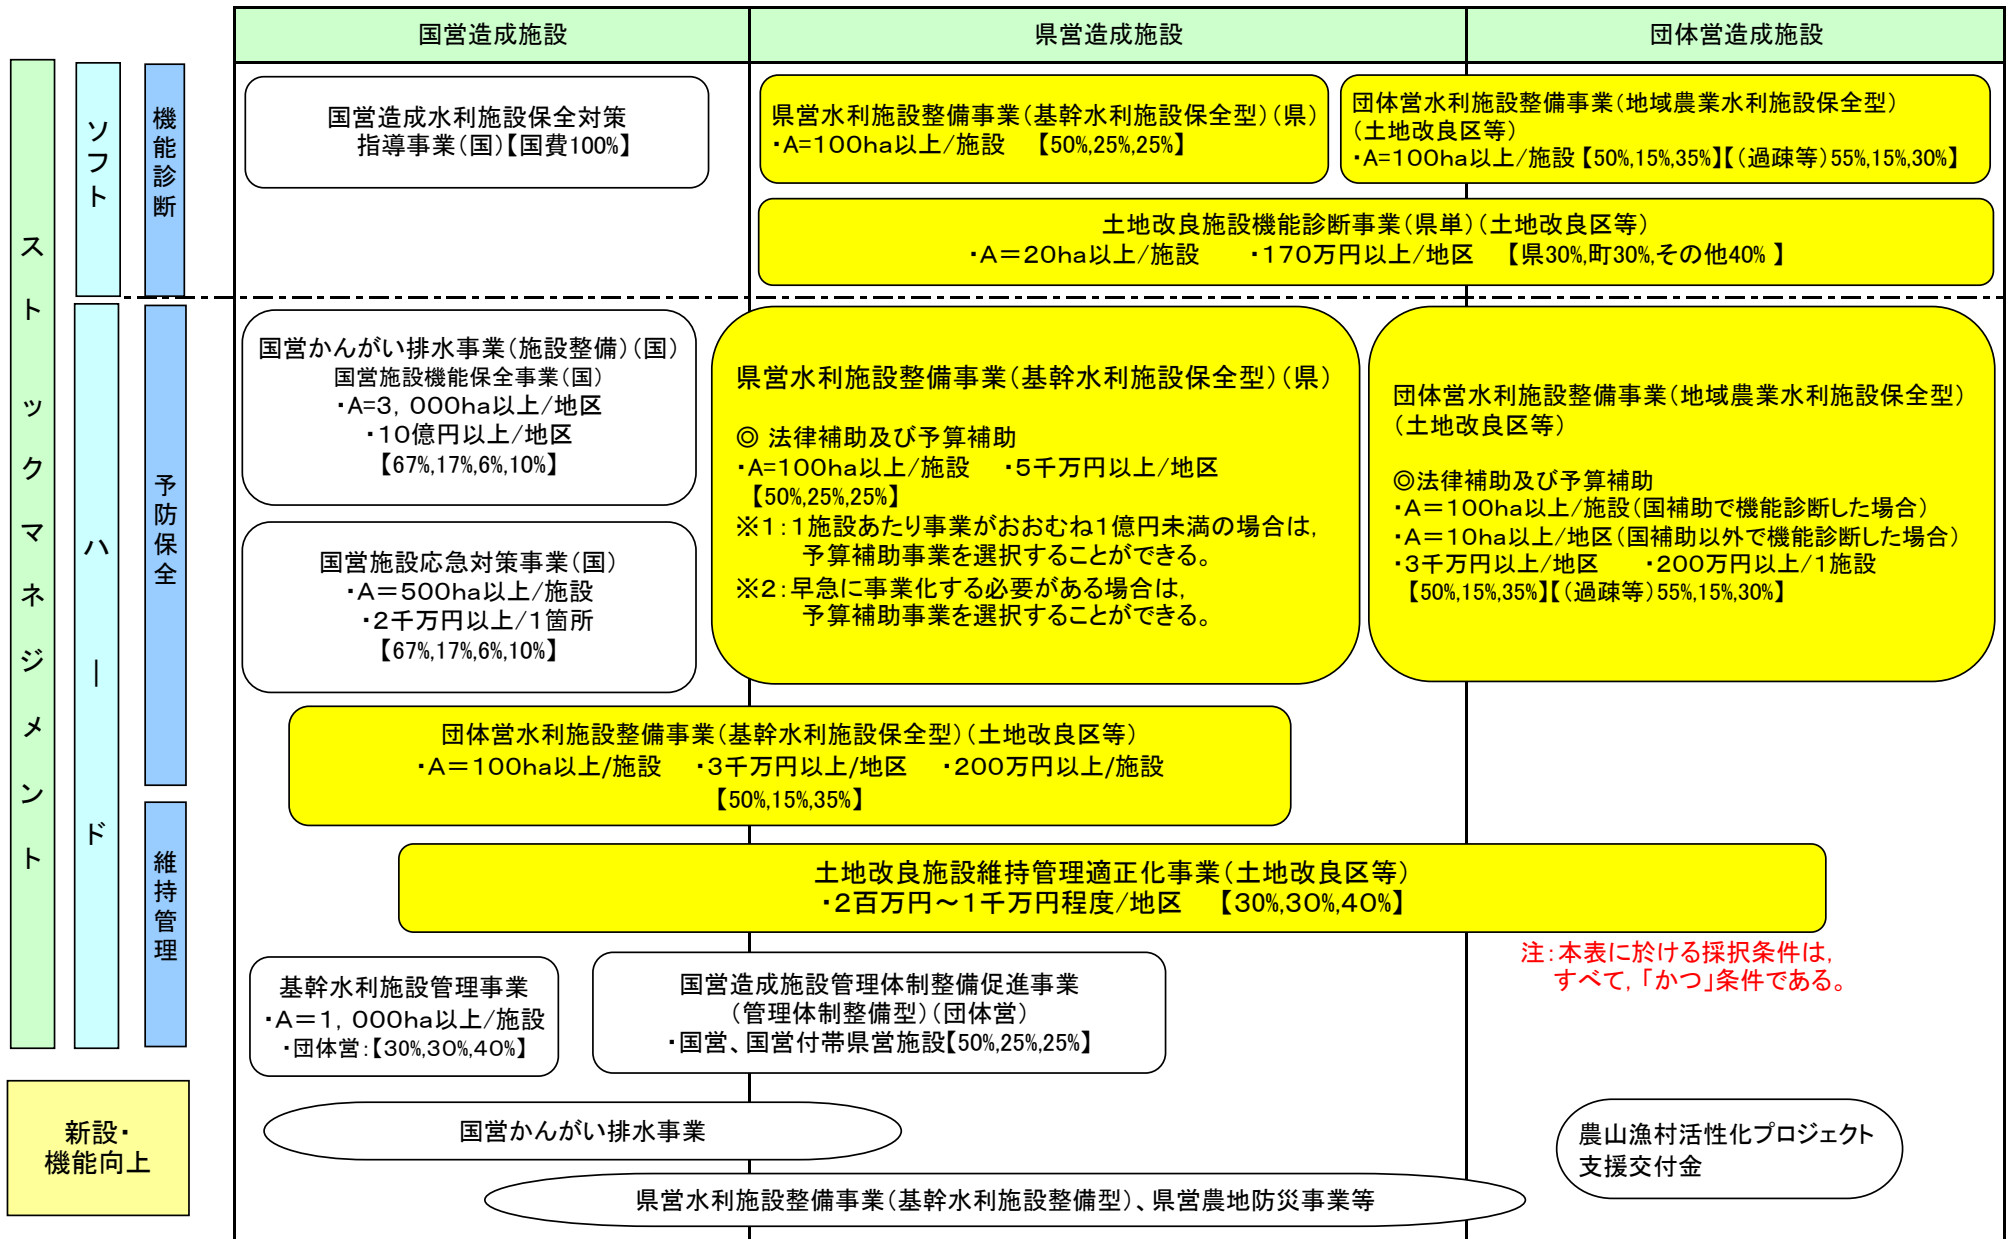 国営造成施設
県営造成施設
団体営造成施設
ストックマネジメント
ソフト
機能診断
国営造成水利施設保全対策
指導事業(国)【国費100%】
県営水利施設整備事業(基幹水利施設保全型)(県)
・A=100ha以上/施設 【50%,25%,25%】
団体営水利施設整備事業(地域農業水利施設保全型)
(土地改良区等)
・A=100ha以上/施設【50%,15%,35%】【(過疎等)55%,15%,30%】
土地改良施設機能診断事業(県単)(土地改良区等)
・A=20ha以上/施設 ・170万円以上/地区 【県30%,町30%,その他40% 】
ハード
予防保全
国営かんがい排水事業(施設整備)(国)
国営施設機能保全事業(国)
・A=3,000ha以上/地区
・10億円以上/地区
【67%,17%,6%,10%】
国営施設応急対策事業(国)
・A=500ha以上/施設
・2千万円以上/1箇所
【67%,17%,6%,10%】
県営水利施設整備事業(基幹水利施設保全型)(県)
◎ 法律補助及び予算補助
・A=100ha以上/施設 ・5千万円以上/地区
【50%,25%,25%】
※1:1施設あたり事業がおおむね1億円未満の場合は,
予算補助事業を選択することができる。
※2:早急に事業化する必要がある場合は,
予算補助事業を選択することができる。
団体営水利施設整備事業(地域農業水利施設保全型)
(土地改良区等)
◎法律補助及び予算補助
・A=100ha以上/施設(国補助で機能診断した場合)
・A=10ha以上/地区(国補助以外で機能診断した場合)
・3千万円以上/地区 ・200万円以上/1施設
【50%,15%,35%】【(過疎等)55%,15%,30%】
団体営水利施設整備事業(基幹水利施設保全型)(土地改良区等)
・A=100ha以上/施設 ・3千万円以上/地区 ・200万円以上/施設
【50%,15%,35%】
維持管理
土地改良施設維持管理適正化事業(土地改良区等)
・2百万円～1千万円程度/地区 【30%,30%,40%】
注:本表に於ける採択条件は,
すべて,「かつ」条件である。
基幹水利施設管理事業
・A=1,000ha以上/施設
・団体営:【30%,30%,40%】
国営造成施設管理体制整備促進事業
(管理体制整備型)(団体営)
・国営、国営付帯県営施設【50%,25%,25%】
新設・
機能向上
国営かんがい排水事業
農山漁村活性化プロジェクト
支援交付金
県営水利施設整備事業(基幹水利施設整備型)、県営農地防災事業等